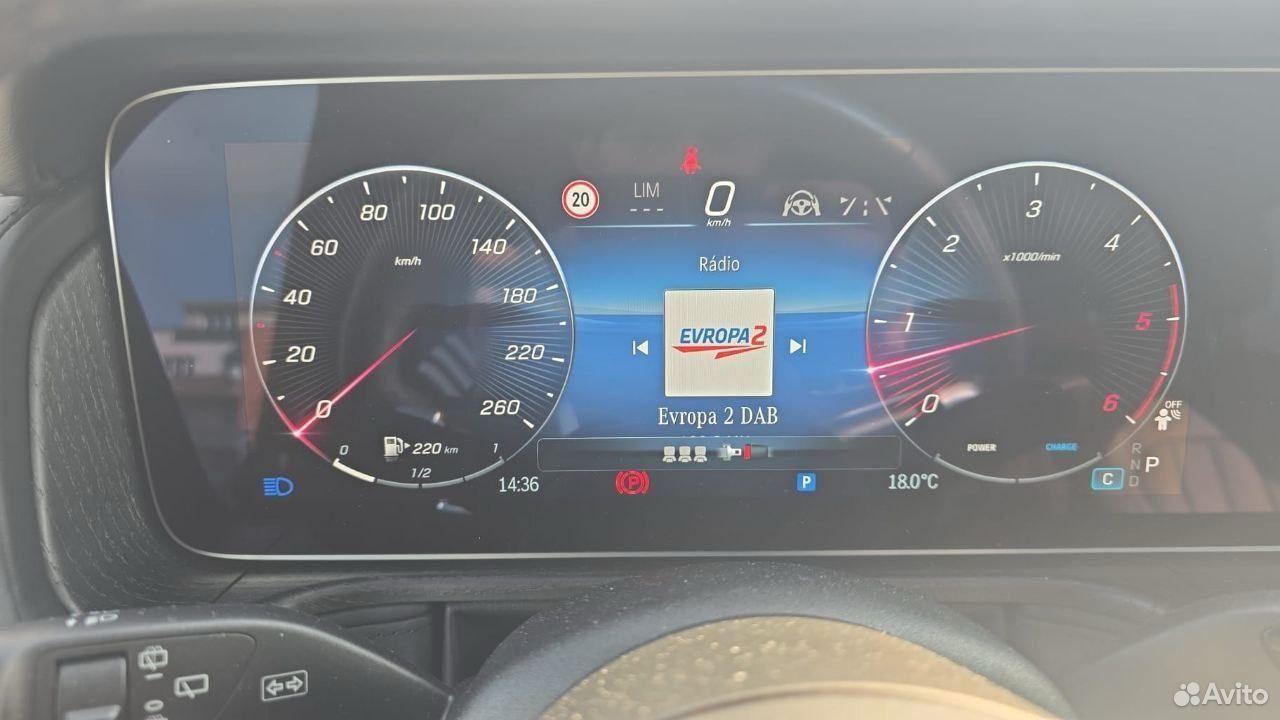 20
LIM
---
0
km/h
Rádio
EVROPA2
Evropa 2 DAB
0
20
40
60
80
100
140
180
220
260
km/h
0
220 km
1/2
1
14:36
P
P
18.0°C
0
1
2
3
4
5
6
x1000/min
POWER
CHARGE
OFF
C
R
N
D
P
Avito